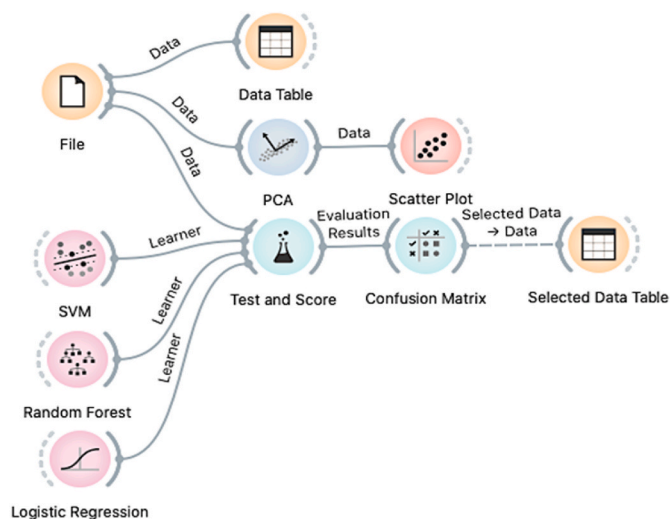 Data
Data Table
File
Data
Data
PCA
Scatter Plot
Data
Learner
Evaluation
Results
Selected Data
→ Data
SVM
Test and Score
Confusion Matrix
Selected Data Table
Learner
Random Forest
Learner
Logistic Regression